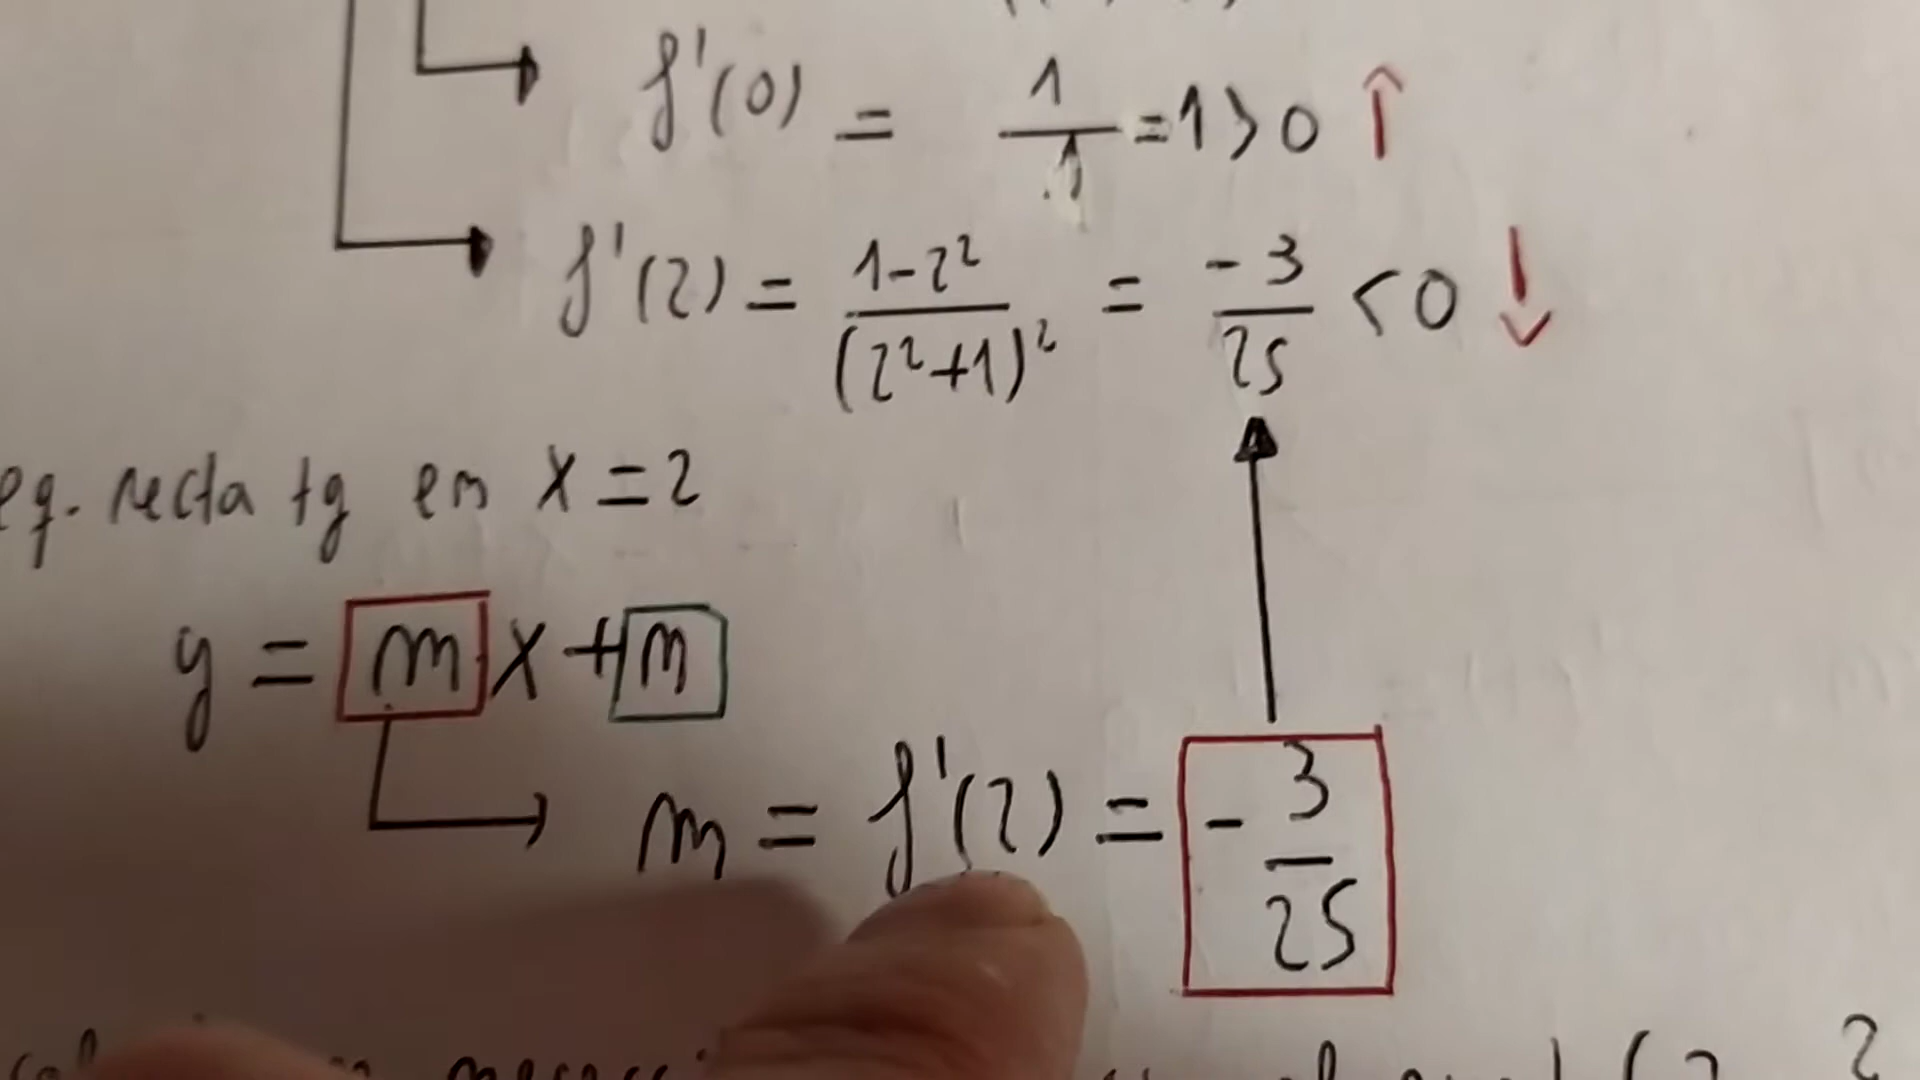 f'(0) = 1/1 = 1 > 0 ↑
f'(2) = (1-2²)/(2²+1)² = -3/25 < 0 ↓
eq. recta tg en x = 2
y = mx + n
m = f'(2) = -3/25